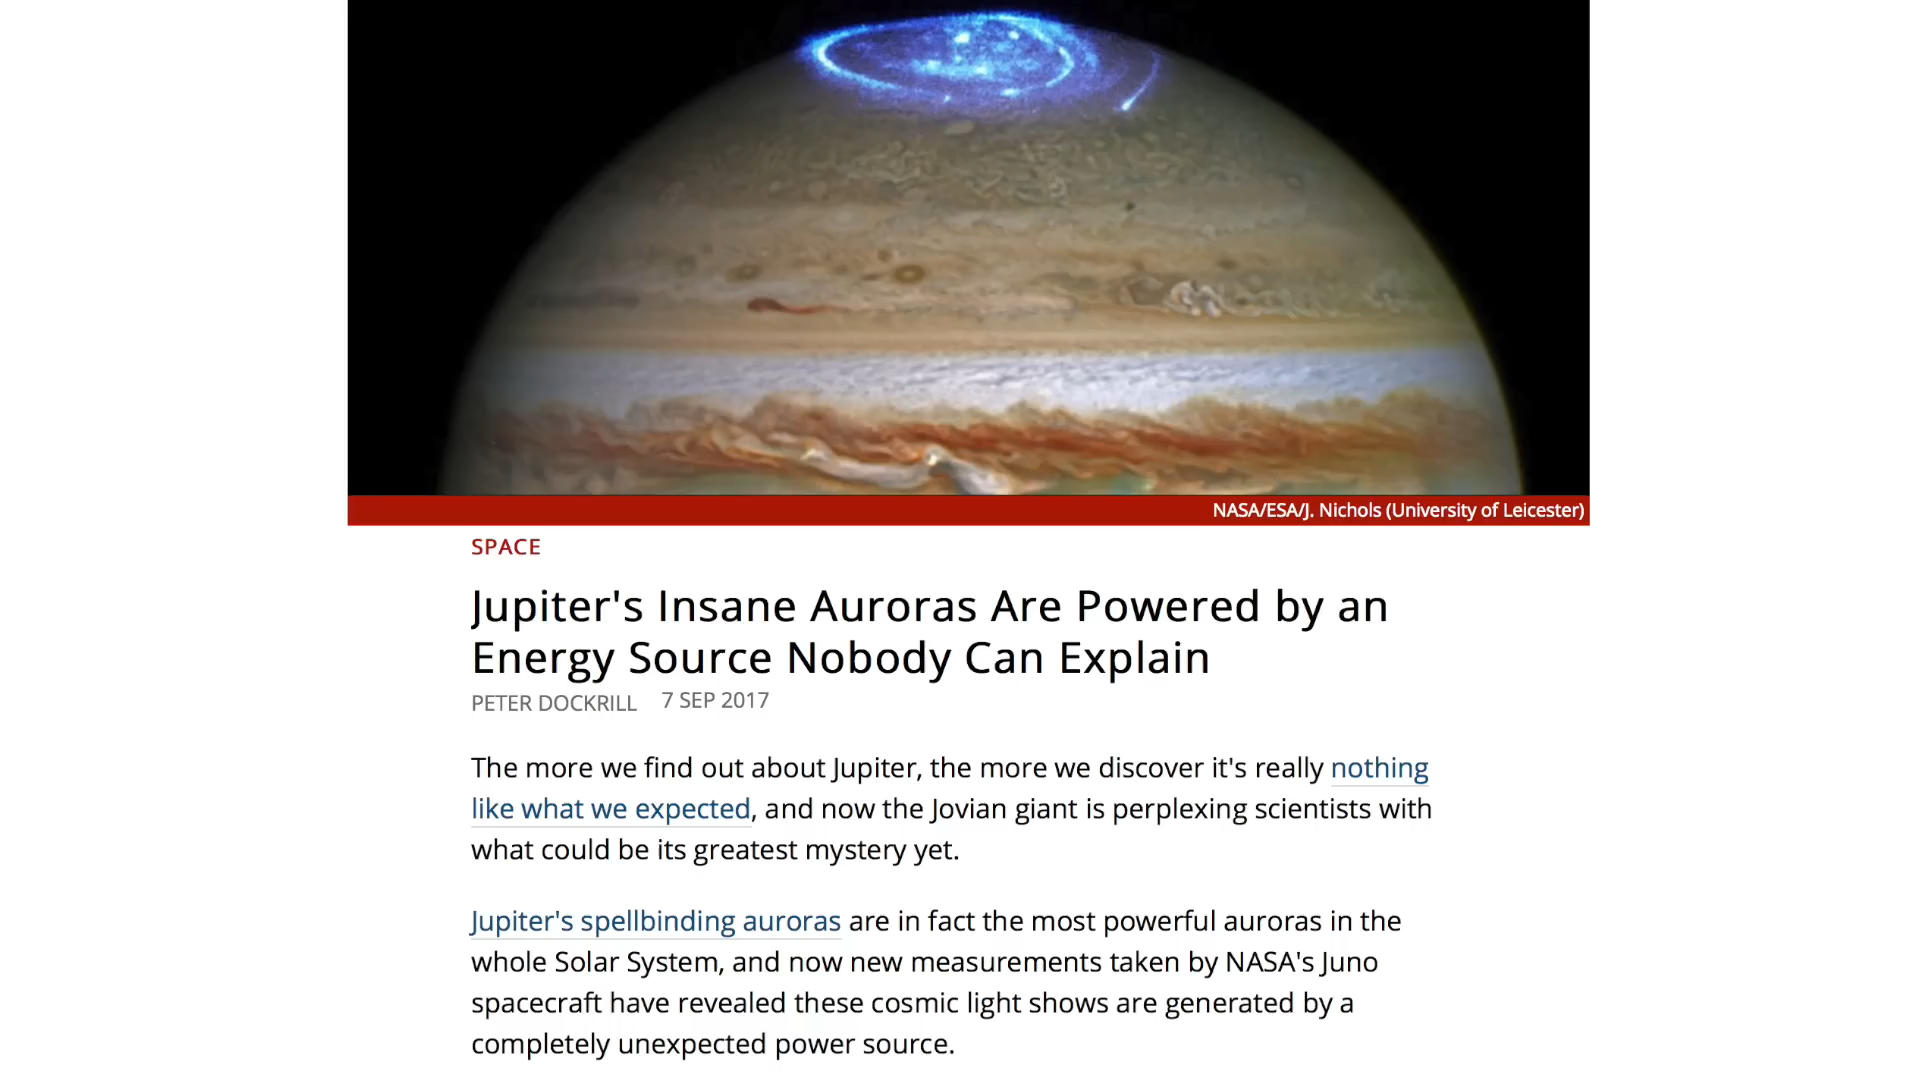 NASA/ESA/J. Nichols (University of Leicester)
SPACE
Jupiter's Insane Auroras Are Powered by an
Energy Source Nobody Can Explain
PETER DOCKRILL 7 SEP 2017
The more we find out about Jupiter, the more we discover it's really nothing
like what we expected, and now the Jovian giant is perplexing scientists with
what could be its greatest mystery yet.
Jupiter's spellbinding auroras are in fact the most powerful auroras in the
whole Solar System, and now new measurements taken by NASA's Juno
spacecraft have revealed these cosmic light shows are generated by a
completely unexpected power source.